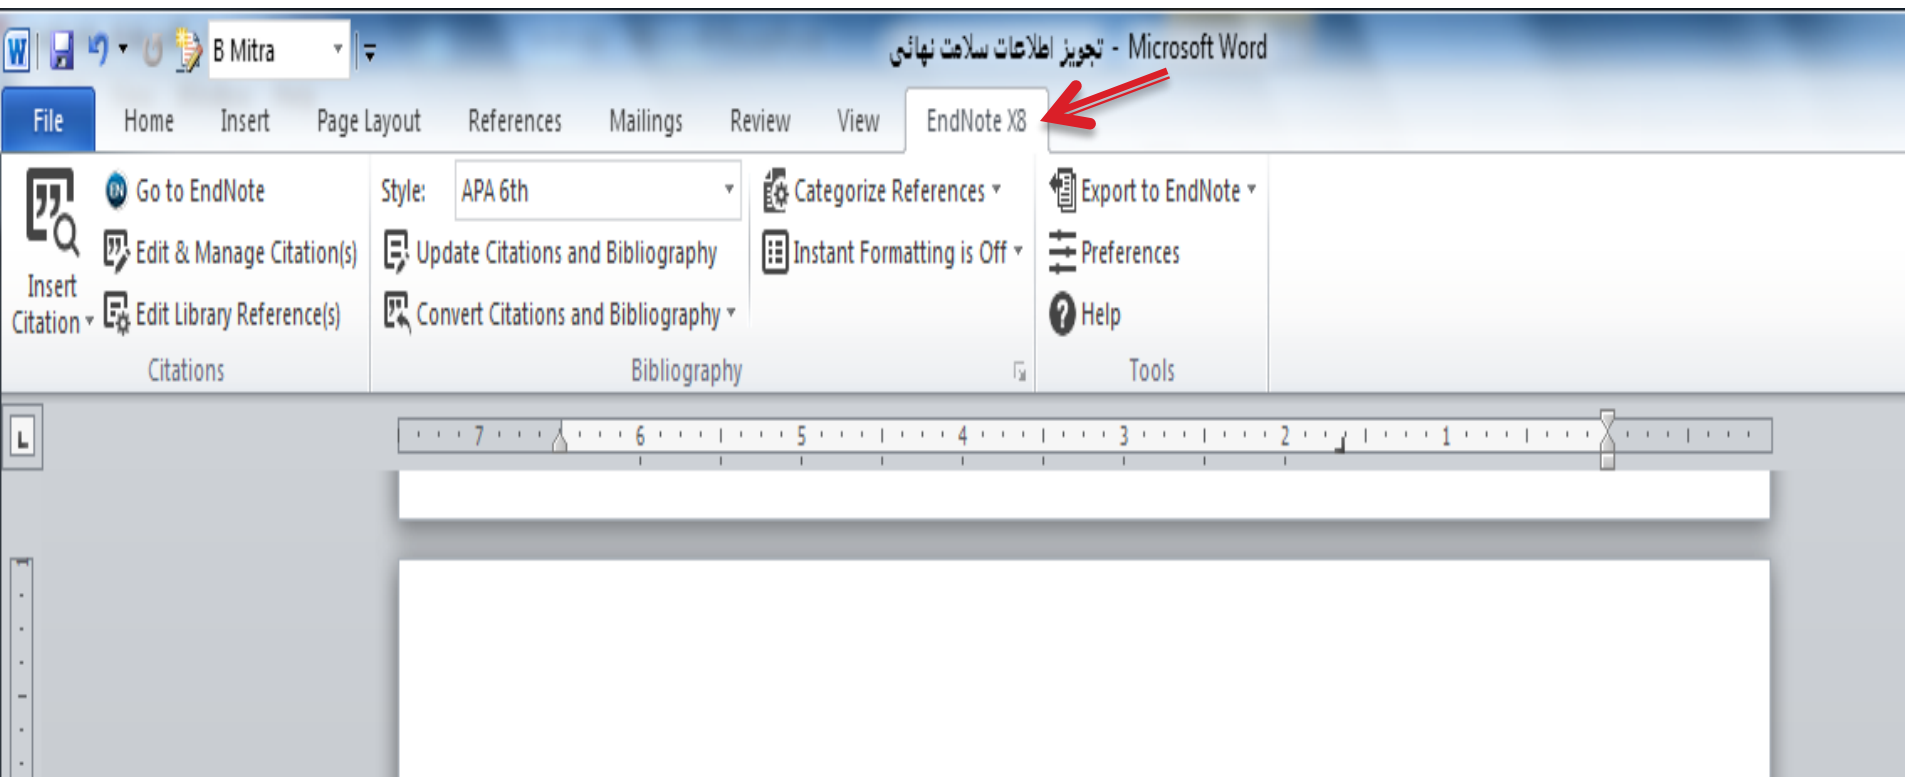 B Mitra
تجویز اطلاعات سلامت نهائی - Microsoft Word
File Home Insert Page Layout References Mailings Review View EndNote X8
Go to EndNote
Edit & Manage Citation(s)
Edit Library Reference(s)
Insert
Citation
Citations
Style: APA 6th
Update Citations and Bibliography
Convert Citations and Bibliography
Categorize References
Instant Formatting is Off
Bibliography
Export to EndNote
Preferences
Help
Tools
7 6 5 4 3 2 1